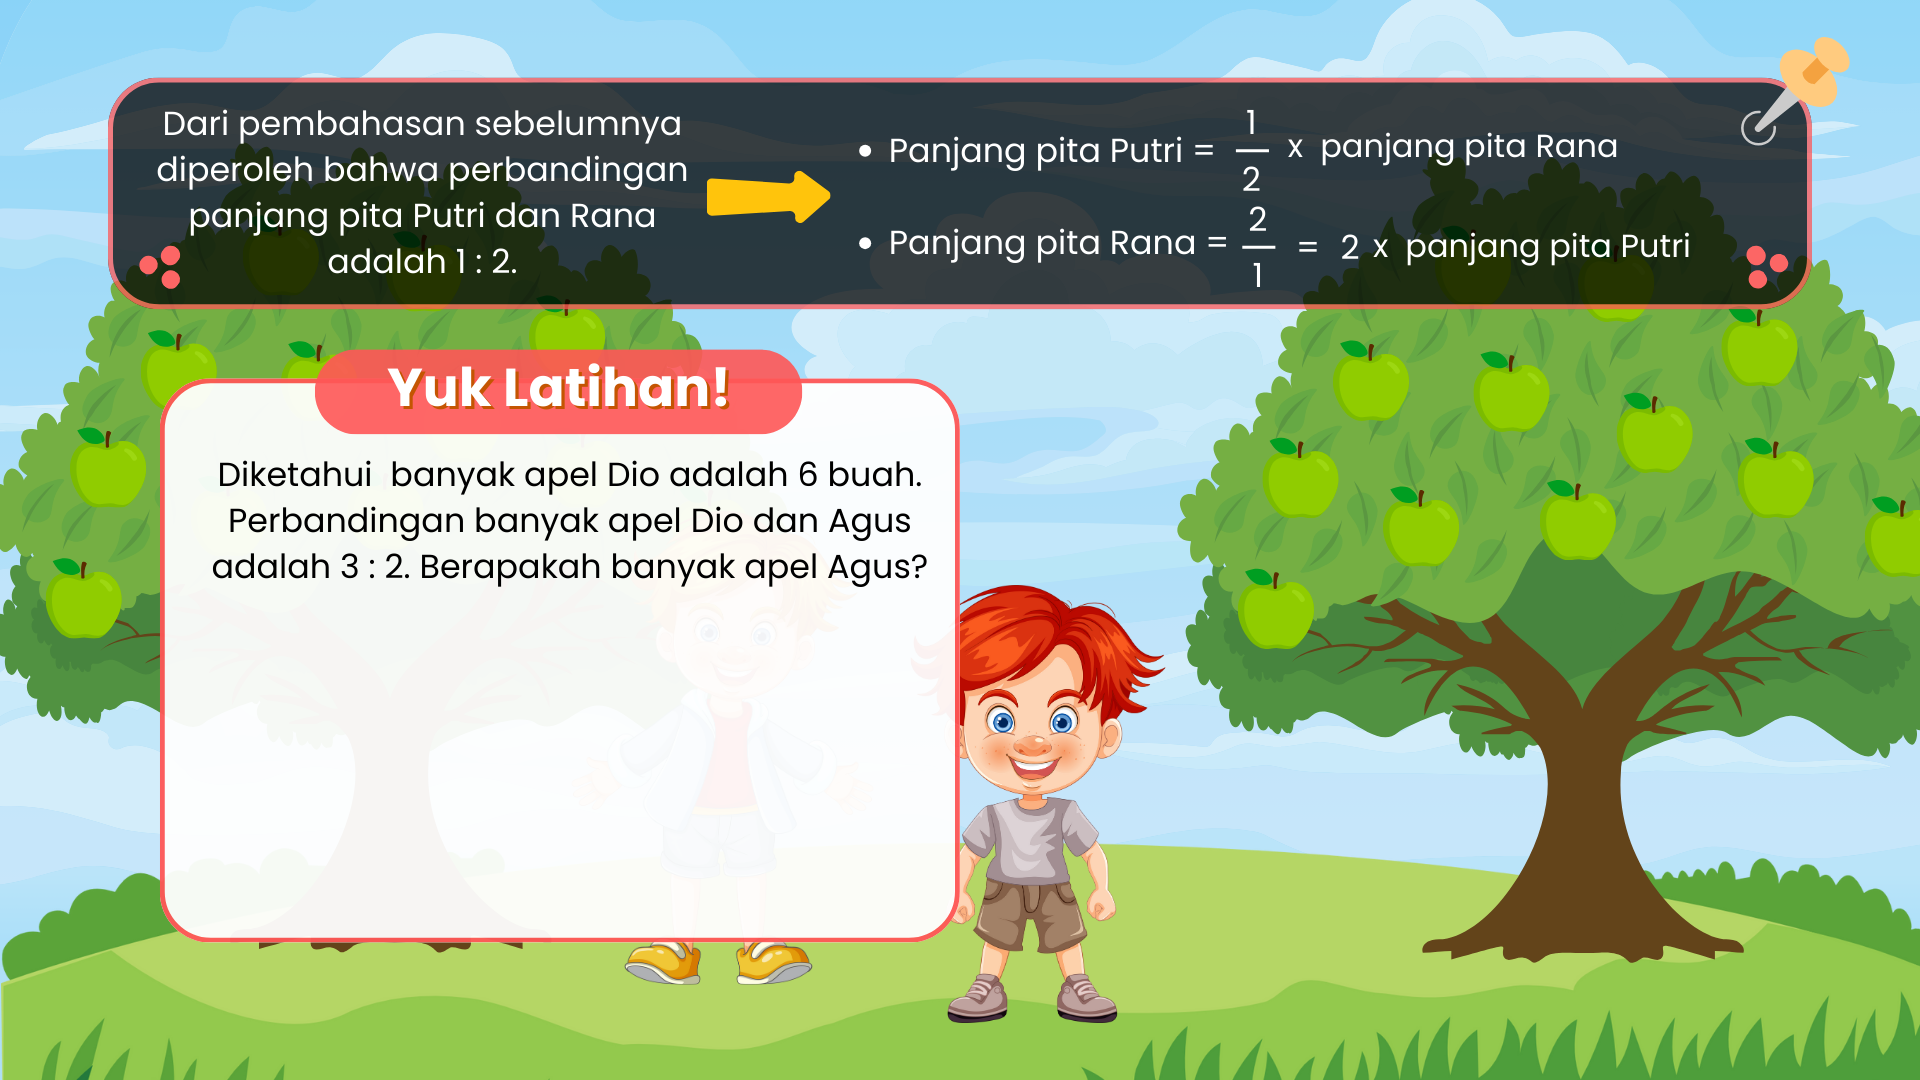 Dari pembahasan sebelumnya
diperoleh bahwa perbandingan
panjang pita Putri dan Rana
adalah 1 : 2.
• Panjang pita Putri = 1/2 x panjang pita Rana
• Panjang pita Rana = 2/1 = 2 x panjang pita Putri
Yuk Latihan!
Diketahui banyak apel Dio adalah 6 buah.
Perbandingan banyak apel Dio dan Agus
adalah 3 : 2. Berapakah banyak apel Agus?